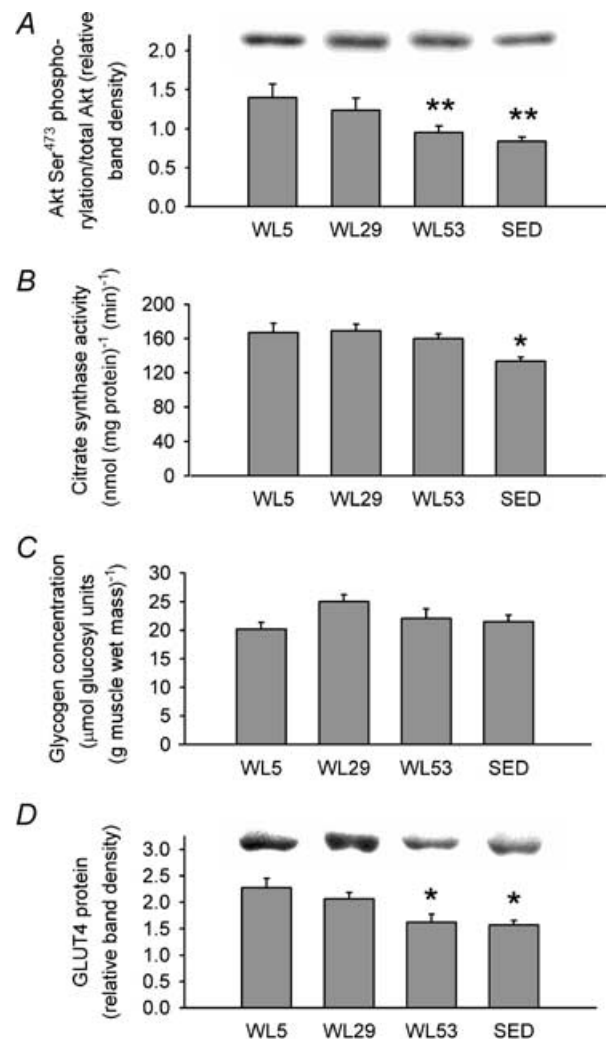 A
Akt Ser473 phospho-
rylation/total Akt (relative
band density)
2.0
1.5
1.0
0.5
0.0
** **
WL5 WL29 WL53 SED
B
Citrate synthase activity
(nmol (mg protein)⁻¹ (min)⁻¹
200
160
120
80
40
0
*
WL5 WL29 WL53 SED
C
Glycogen concentration
(μmol glucosyl units
(g muscle wet mass)⁻¹
30
25
20
15
10
5
0
WL5 WL29 WL53 SED
D
GLUT4 protein
(relative band density)
3.0
2.5
2.0
1.5
1.0
0.5
0.0
* *
WL5 WL29 WL53 SED